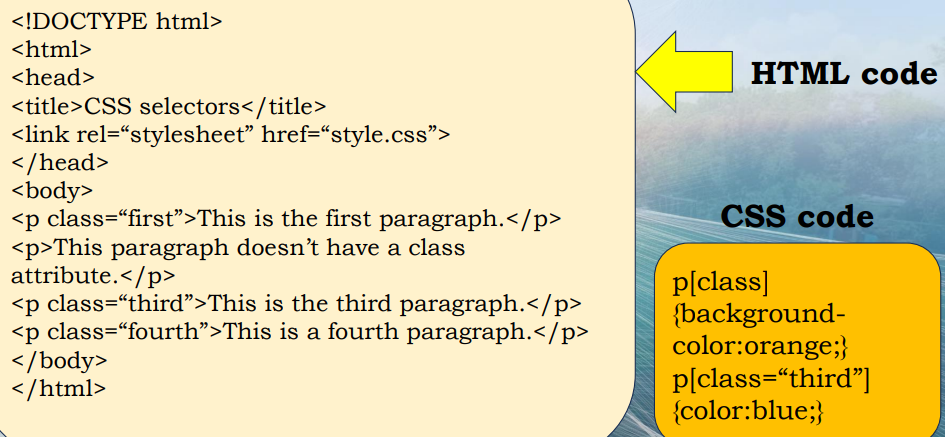 <!DOCTYPE html>
<html>
<head>
<title>CSS selectors</title>
<link rel=“stylesheet” href=“style.css”>
</head>
<body>
<p class=“first”>This is the first paragraph.</p>
<p>This paragraph doesn’t have a class
attribute.</p>
<p class=“third”>This is the third paragraph.</p>
<p class=“fourth”>This is a fourth paragraph.</p>
</body>
</html>
HTML code
CSS code
p[class]
{background-
color:orange;}
p[class=“third”]
{color:blue;}